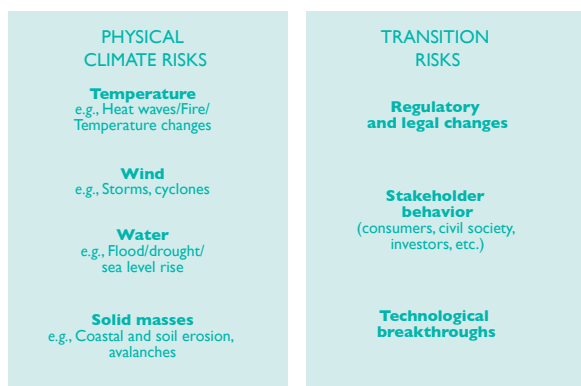 PHYSICAL
CLIMATE RISKS
Temperature
e.g., Heat waves/Fire/
Temperature changes
Wind
e.g., Storms, cyclones
Water
e.g., Flood/drought/
sea level rise
Solid masses
e.g., Coastal and soil erosion,
avalanches
TRANSITION
RISKS
Regulatory
and legal changes
Stakeholder
behavior
(consumers, civil society,
investors, etc.)
Technological
breakthroughs